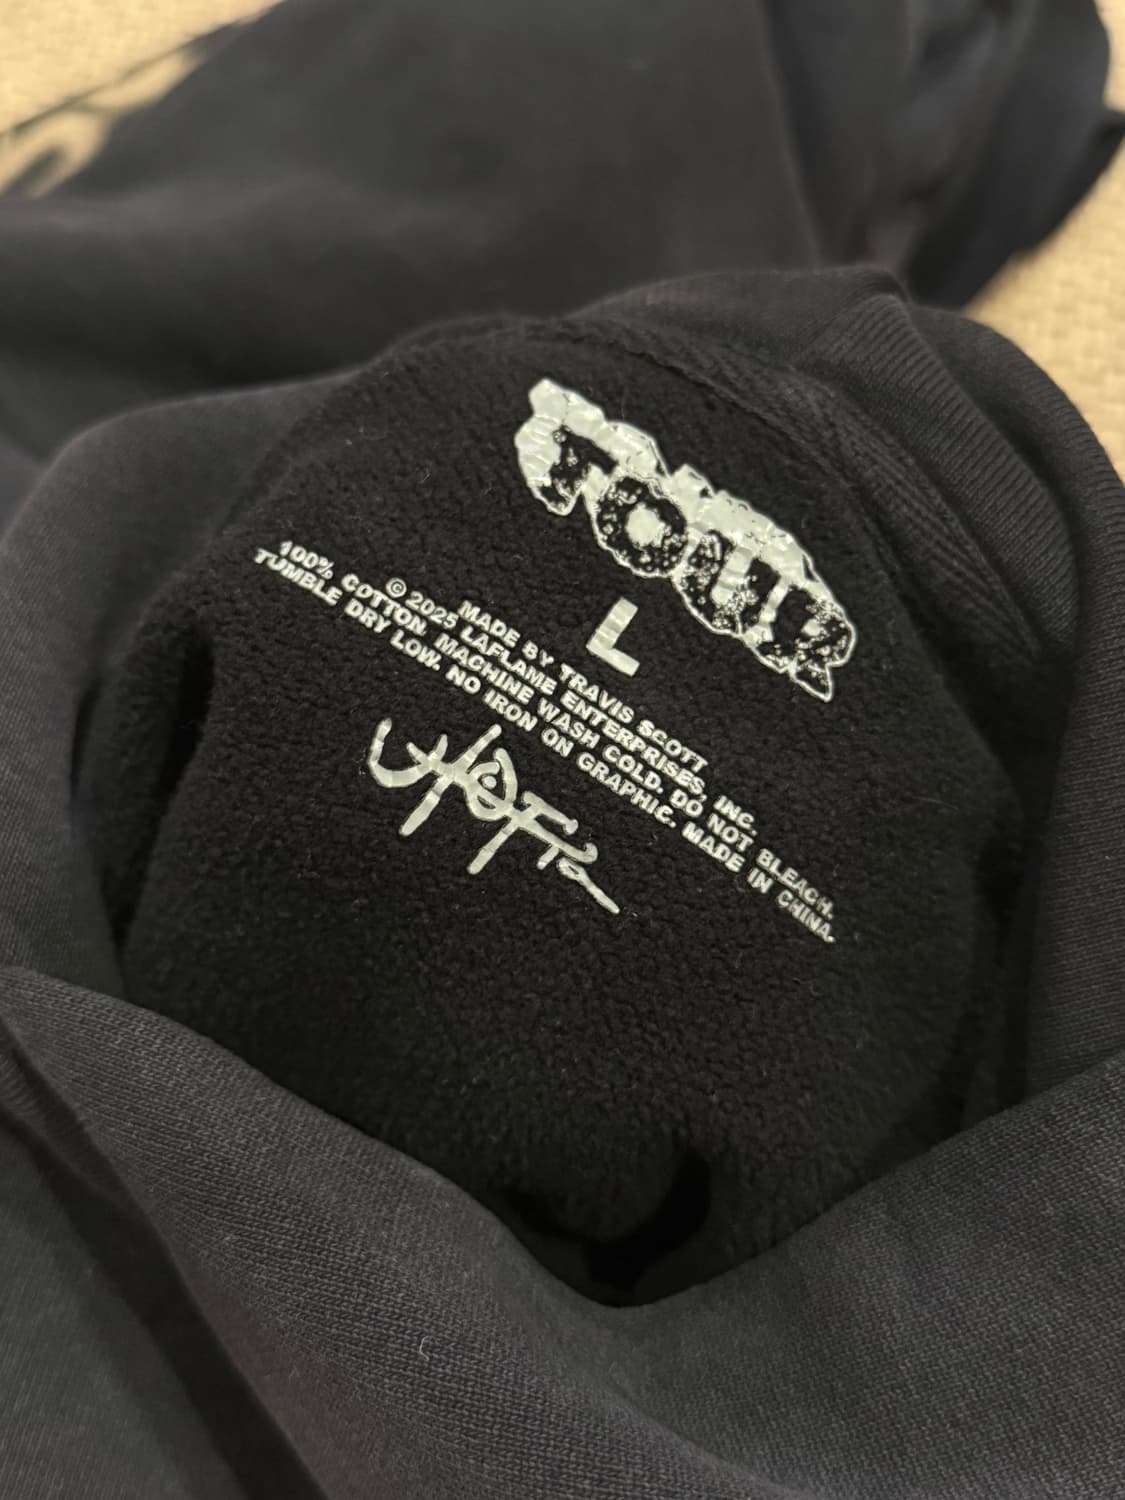 TOUR
L
MADE BY TRAVIS SCOTT.
© 2025 LAFLAME ENTERPRISES, INC.
100% COTTON. MACHINE WASH COLD. DO NOT BLEACH.
TUMBLE DRY LOW. NO IRON ON GRAPHIC. MADE IN CHINA.